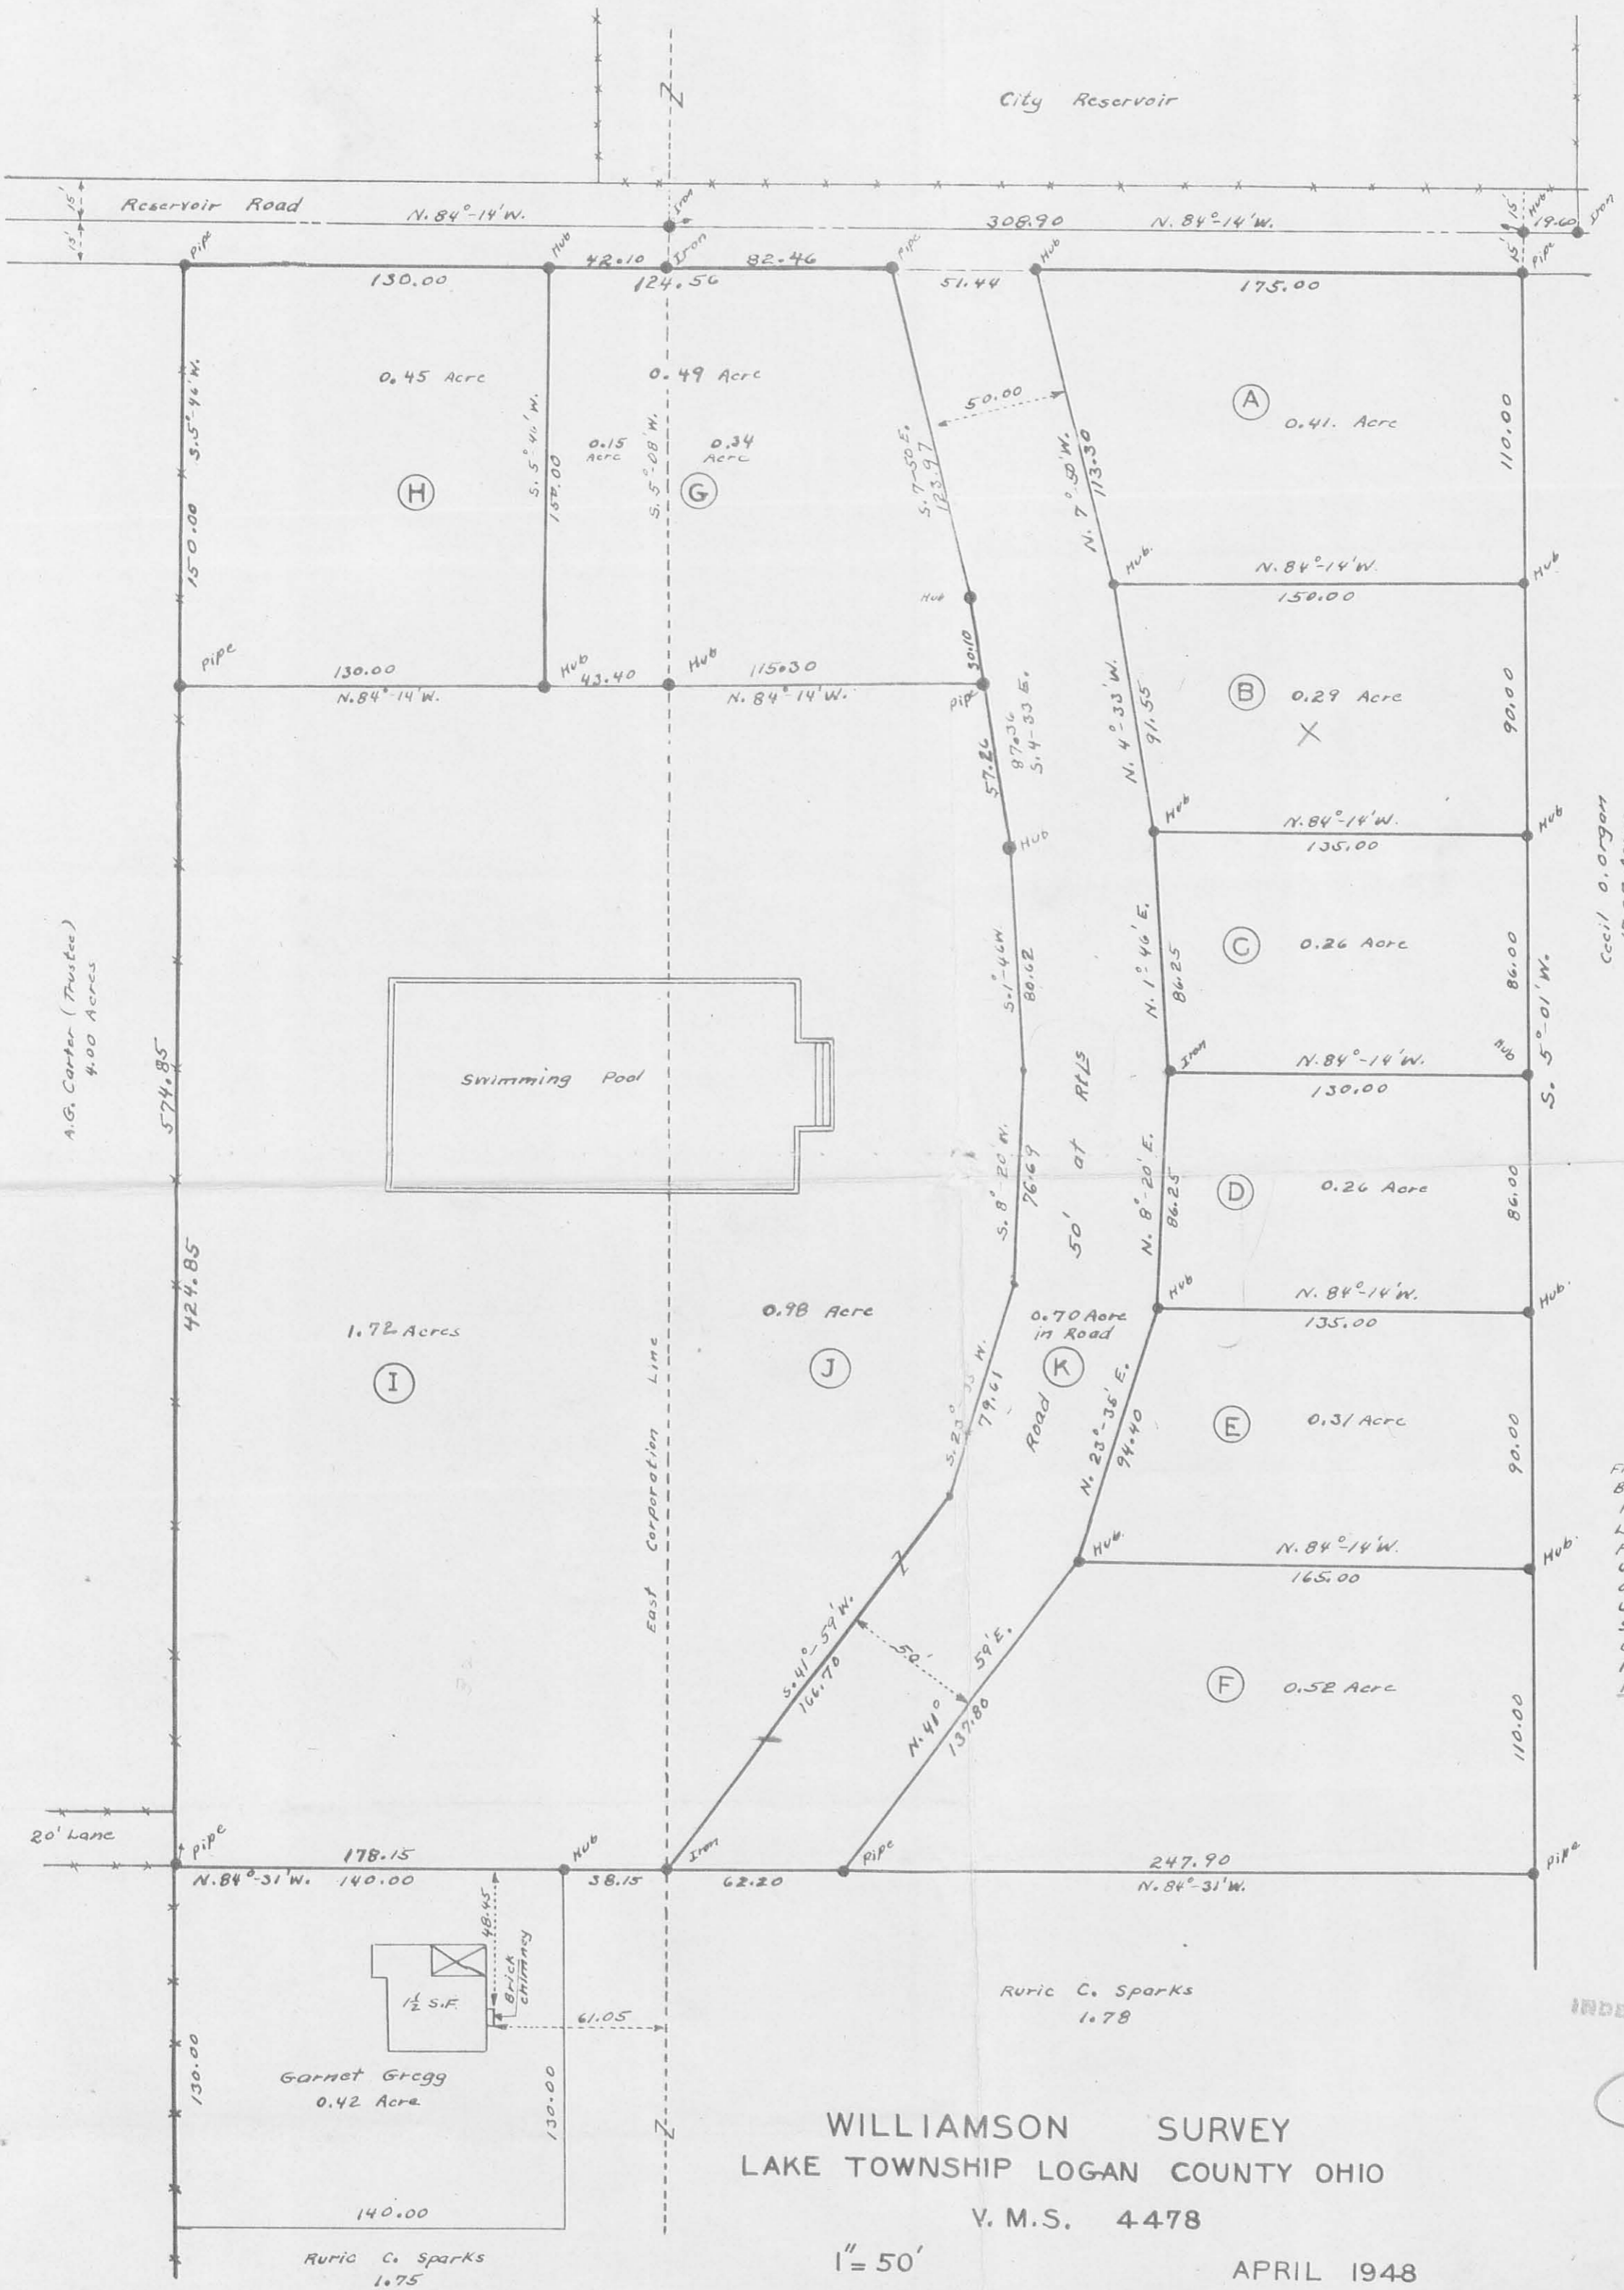 City Reservoir
Z
Reservoir Road
15'
15'
N. 84°-14' W.
Iron
308.90
N. 84°-14' W.
15'
15'
Hub
19.60
Iron
Pipe
Hub
42.10
Iron
82.46
Pipe
Hub
Pipe
130.00
124.56
51.44
175.00
150.00
S. 5°-46' W.
0.45 Acre
H
S. 5°-46' W.
150.00
0.49 Acre
0.15
Acre
0.34
Acre
S. 5°-08' W.
G
50.00
S. 7-50 E.
123.97
N. 7°-50' W.
113.30
A
0.41. Acre
110.00
Hub
Hub.
N. 84°-14' W.
150.00
Hub
Pipe
130.00
N. 84°-14' W.
Hub
43.40
Hub
115.30
N. 84°-14' W.
30.10
Pipe
57.26
87.36
S. 4-33 E.
Hub
N. 4°-33' W.
91.55
B
0.29 Acre
X
90.00
Hub
N. 84°-14' W.
135.00
Hub
Cecil O. Organ
A.G. Carter (Trustee)
4.00 Acres
574.85
S. 1°-46 W.
80.62
N. 1°-46' E.
86.25
C
0.26 Acre
86.00
S. 5°-01' W.
Swimming Pool
Iron
N. 84°-14' W.
130.00
Hub
S. 8°-20' W.
76.69
50' at Rt∠s
N. 8°-20' E.
86.25
D
0.26 Acre
86.00
424.85
Hub
N. 84°-14' W.
135.00
Hub.
1.72 Acres
I
East Corporation Line
0.98 Acre
J
S. 23°-35' W.
79.61
0.70 Acre
in Road
K
Road
N. 23°-35' E.
94.40
E
0.31 Acre
90.00
Hub.
N. 84°-14' W.
165.00
Hub.
Z
S. 41°-59' W.
166.70
50'
N. 41° 59' E.
137.80
F
0.52 Acre
110.00
20' Lane
Pipe
178.15
N. 84°-31' W.
140.00
Hub
38.15
Iron
62.20
Pipe
247.90
N. 84°-31' W.
Pipe
48.45
Brick
chimney
1½ S.F.
61.05
130.00
Garnet Gregg
0.42 Acre
130.00
Z
140.00
Ruric C. Sparks
1.75
Ruric C. Sparks
1.78
WILLIAMSON SURVEY
LAKE TOWNSHIP LOGAN COUNTY OHIO
V. M. S. 4478
1" = 50'
APRIL 1948